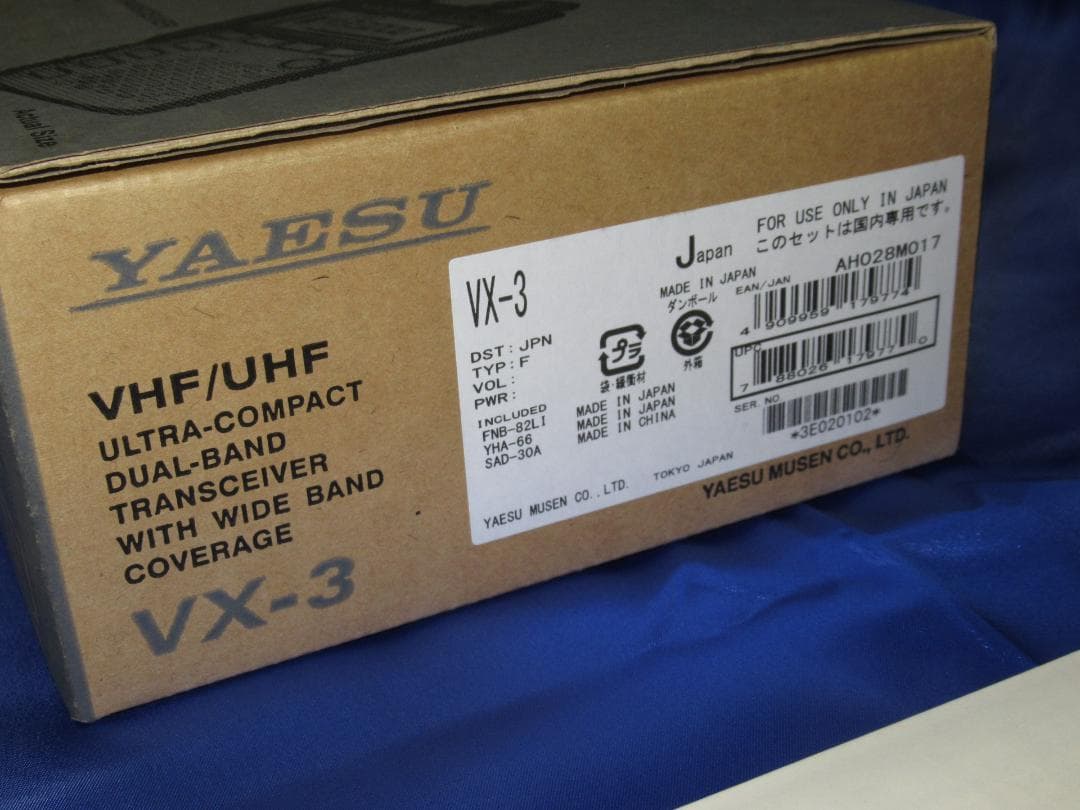 Actual Size
YAESU
VHF/UHF
ULTRA-COMPACT
DUAL-BAND
TRANSCEIVER
WITH WIDE BAND
COVERAGE
VX-3
VX-3
DST: JPN
TYP: F
VOL:
PWR:
INCLUDED
FNB-82LI
YHA-66
SAD-30A
MADE IN JAPAN
MADE IN JAPAN
MADE IN CHINA
プラ
袋・緩衝材
Japan
MADE IN JAPAN
ダンボール
外箱
FOR USE ONLY IN JAPAN
このセットは国内専用です。
AH028M017
EAN/JAN
4 909959 179774
UPC
7 88026 17977 0
SER. NO
*3E020102*
YAESU MUSEN CO.,LTD. TOKYO JAPAN
YAESU MUSEN CO., LTD.